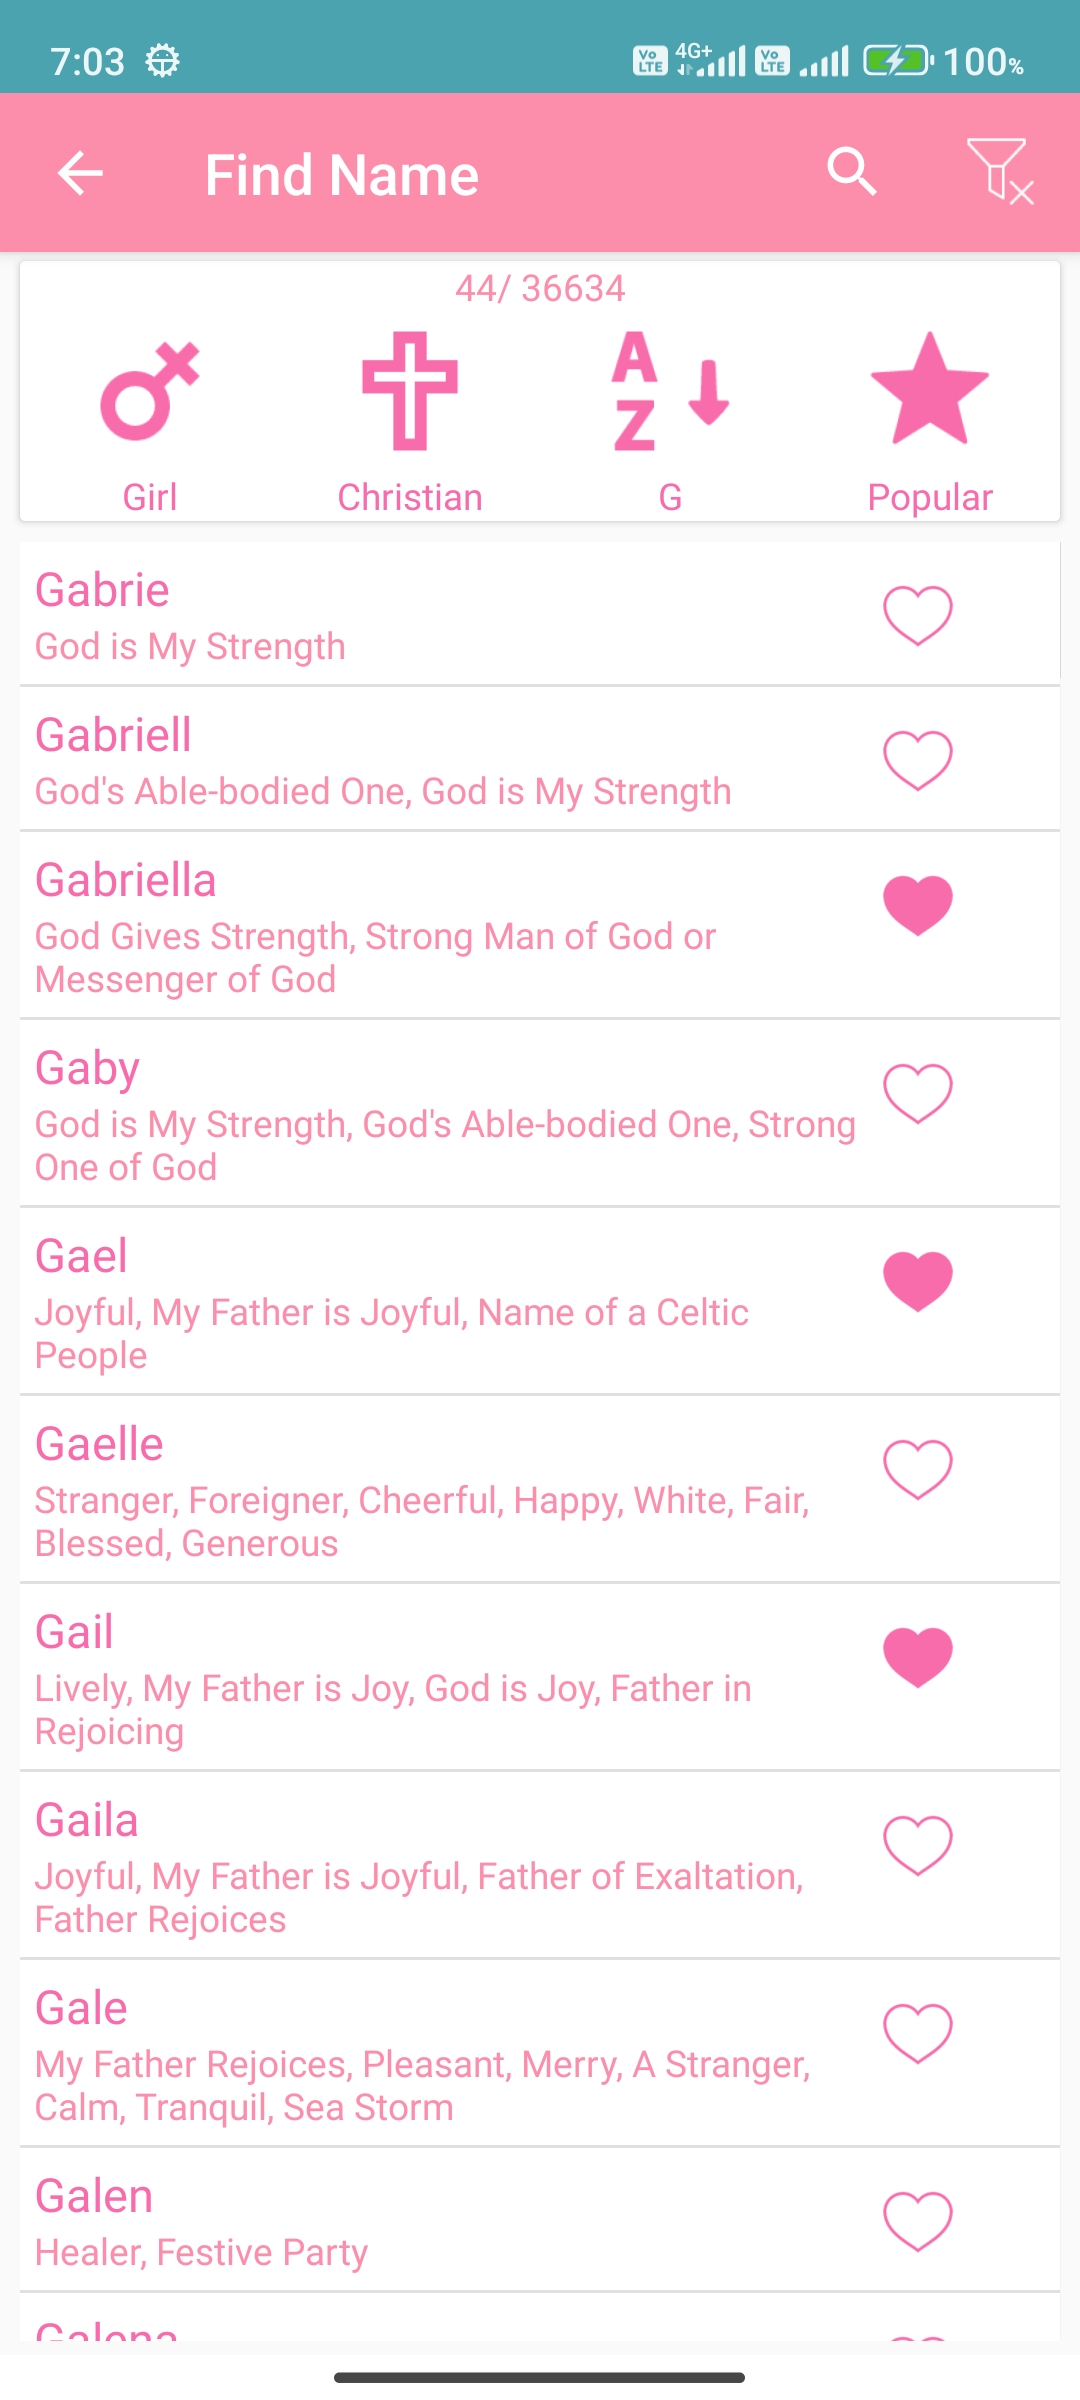 7:03 Vo LTE 4G+ Vo LTE 100%
Find Name
44/ 36634
A
Z
Girl Christian G Popular
Gabrie
God is My Strength
Gabriell
God's Able-bodied One, God is My Strength
Gabriella
God Gives Strength, Strong Man of God or
Messenger of God
Gaby
God is My Strength, God's Able-bodied One, Strong
One of God
Gael
Joyful, My Father is Joyful, Name of a Celtic
People
Gaelle
Stranger, Foreigner, Cheerful, Happy, White, Fair,
Blessed, Generous
Gail
Lively, My Father is Joy, God is Joy, Father in
Rejoicing
Gaila
Joyful, My Father is Joyful, Father of Exaltation,
Father Rejoices
Gale
My Father Rejoices, Pleasant, Merry, A Stranger,
Calm, Tranquil, Sea Storm
Galen
Healer, Festive Party